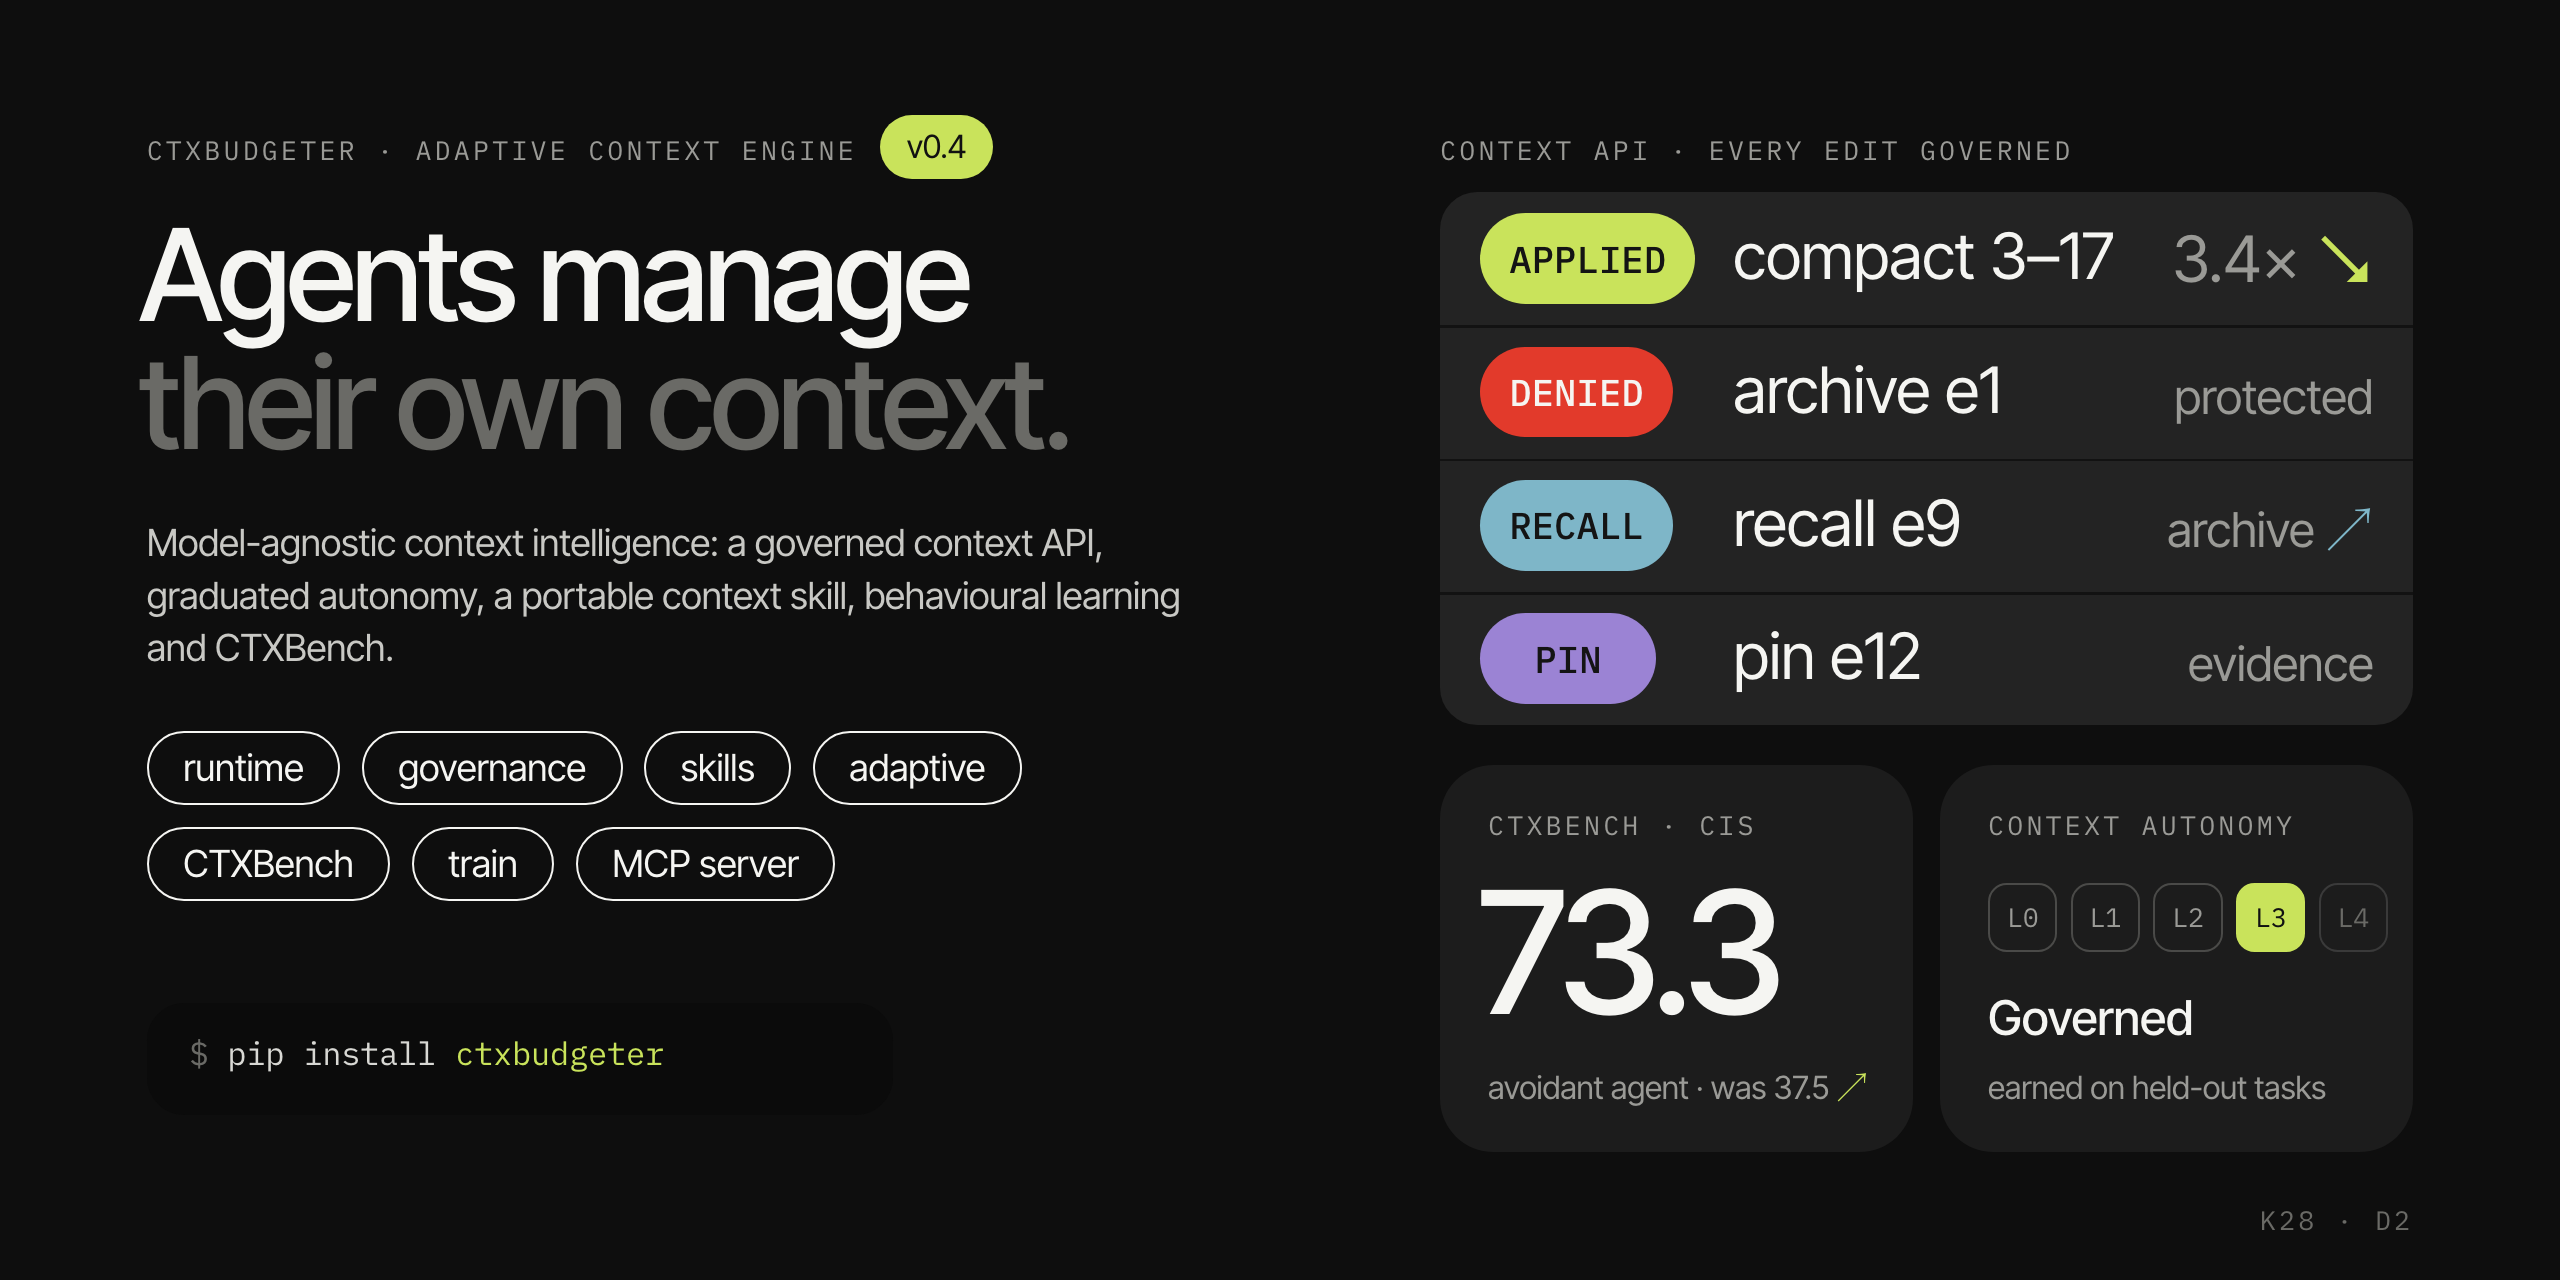 CTXBUDGETER · ADAPTIVE CONTEXT ENGINE v0.4
Agents manage
their own context.
Model-agnostic context intelligence: a governed context API,
graduated autonomy, a portable context skill, behavioural learning
and CTXBench.
runtime governance skills adaptive
CTXBench train MCP server
$ pip install ctxbudgeter
CONTEXT API · EVERY EDIT GOVERNED
APPLIED compact 3–17 3.4× ↘
DENIED archive e1 protected
RECALL recall e9 archive ↗
PIN pin e12 evidence
CTXBENCH · CIS
73.3
avoidant agent · was 37.5 ↗
CONTEXT AUTONOMY
L0 L1 L2 L3 L4
Governed
earned on held-out tasks
K28 · D2